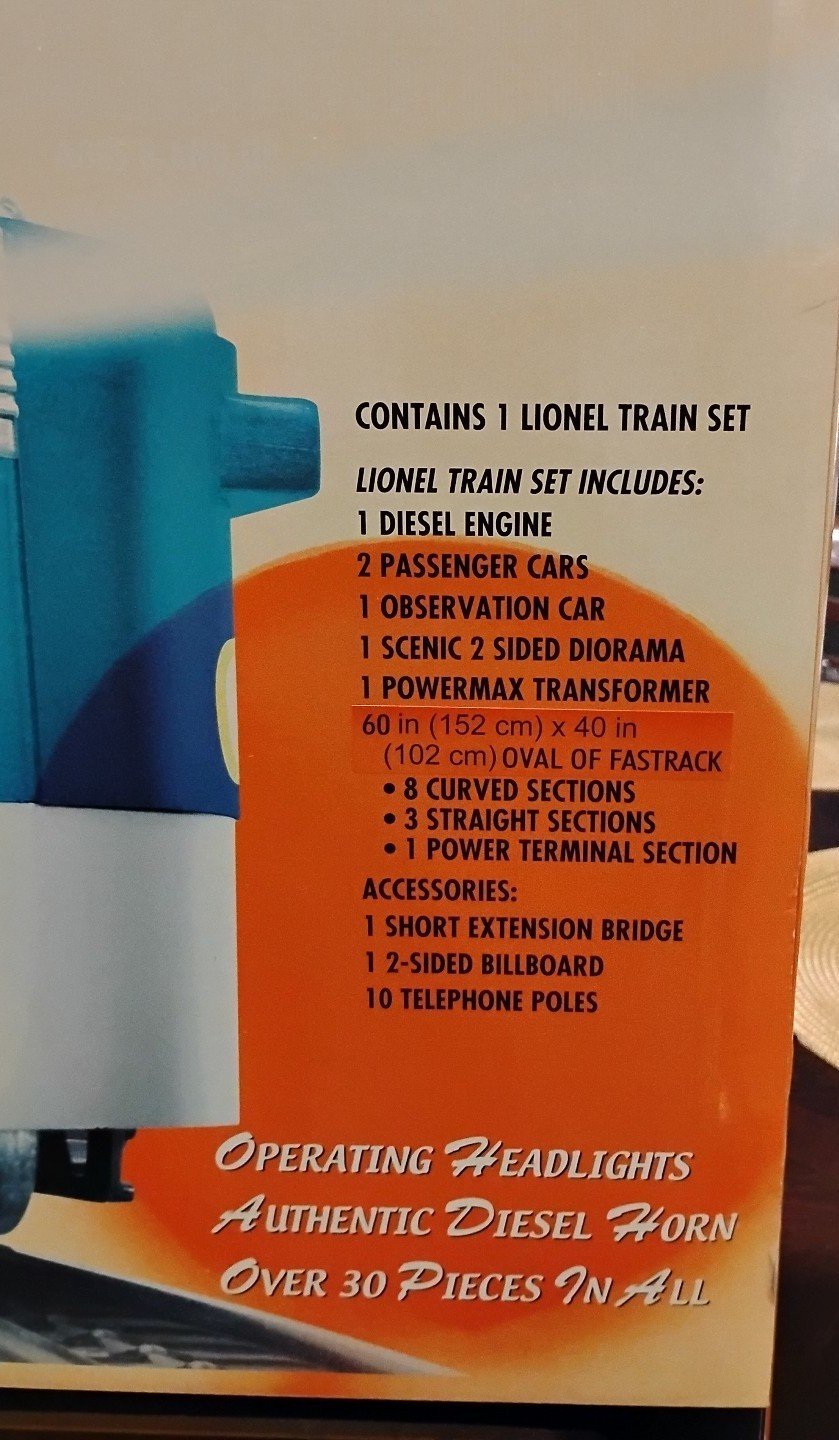 CONTAINS 1 LIONEL TRAIN SET
LIONEL TRAIN SET INCLUDES:
1 DIESEL ENGINE
2 PASSENGER CARS
1 OBSERVATION CAR
1 SCENIC 2 SIDED DIORAMA
1 POWERMAX TRANSFORMER
60 in (152 cm) x 40 in
(102 cm) OVAL OF FASTRACK
• 8 CURVED SECTIONS
• 3 STRAIGHT SECTIONS
• 1 POWER TERMINAL SECTION
ACCESSORIES:
1 SHORT EXTENSION BRIDGE
1 2-SIDED BILLBOARD
10 TELEPHONE POLES
OPERATING HEADLIGHTS
AUTHENTIC DIESEL HORN
OVER 30 PIECES IN ALL